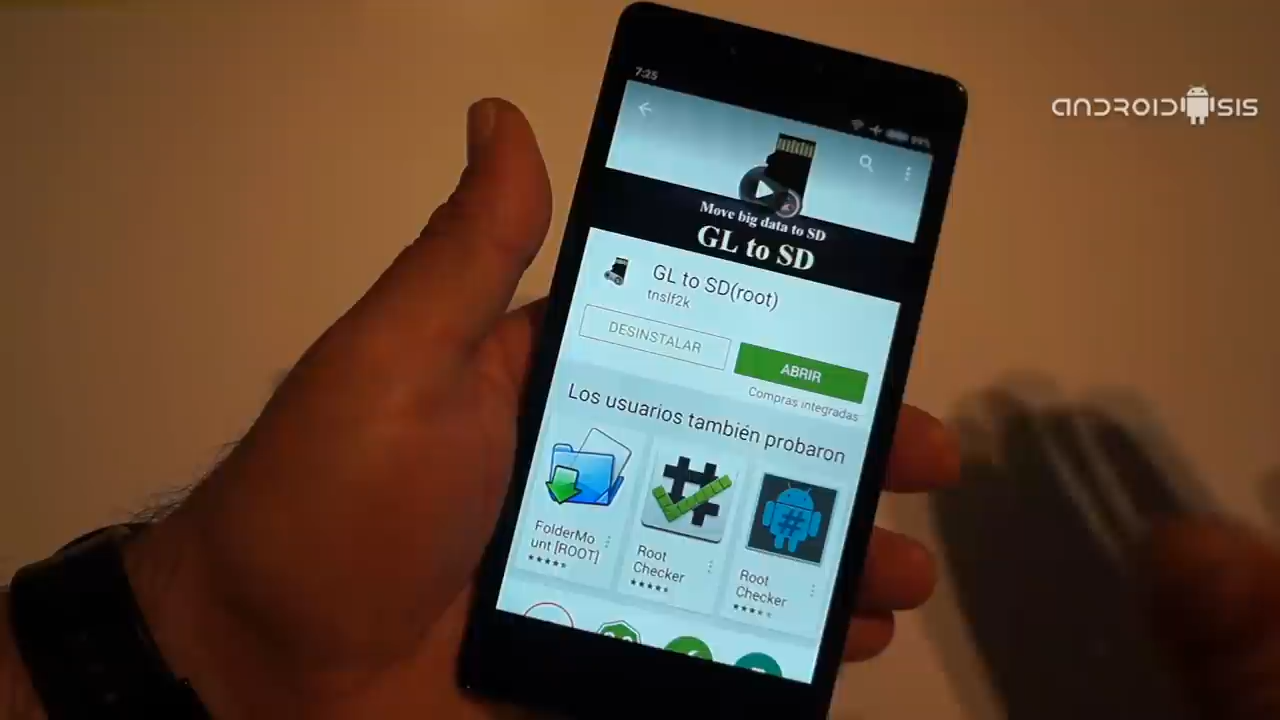 ANDROIDSIS
7:25
99%
Move big data to SD
GL to SD
GL to SD(root)
tnslf2k
DESINSTALAR
ABRIR
Compras integradas
Los usuarios también probaron
FolderMo
unt [ROOT]
Root
Checker
Root
Checker